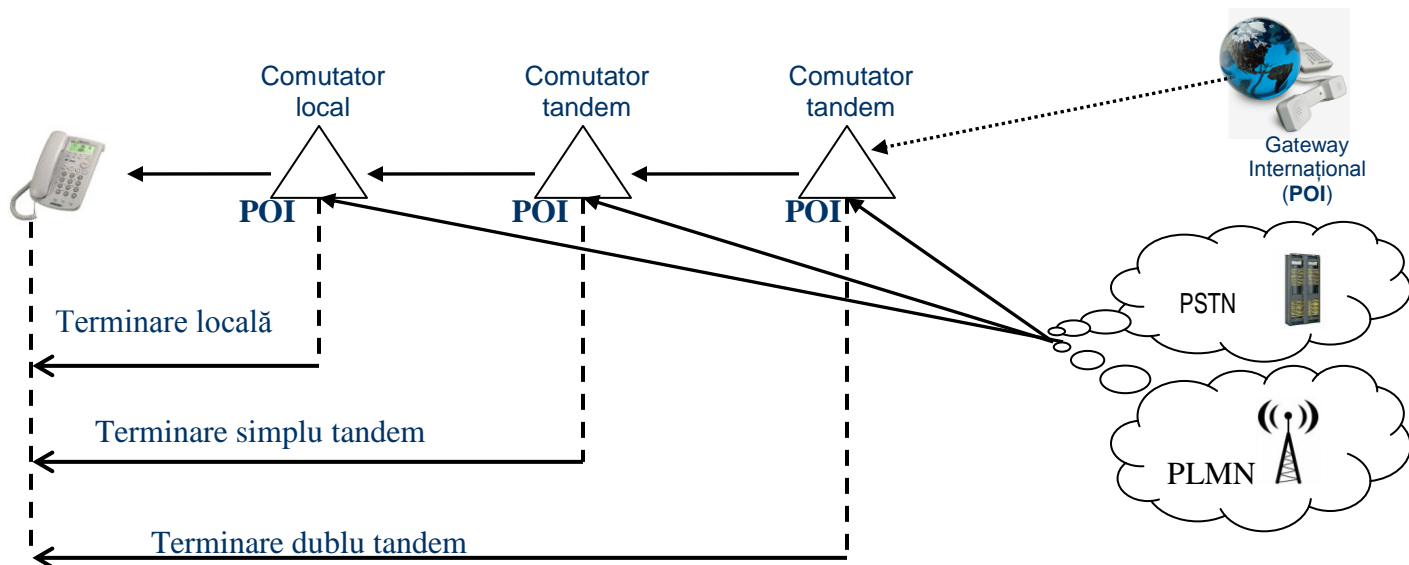 Comutator
local
Comutator
tandem
Comutator
tandem
Gateway
Internațional
(POI)
POI
POI
POI
PSTN
Terminare locală
Terminare simplu tandem
PLMN
Terminare dublu tandem